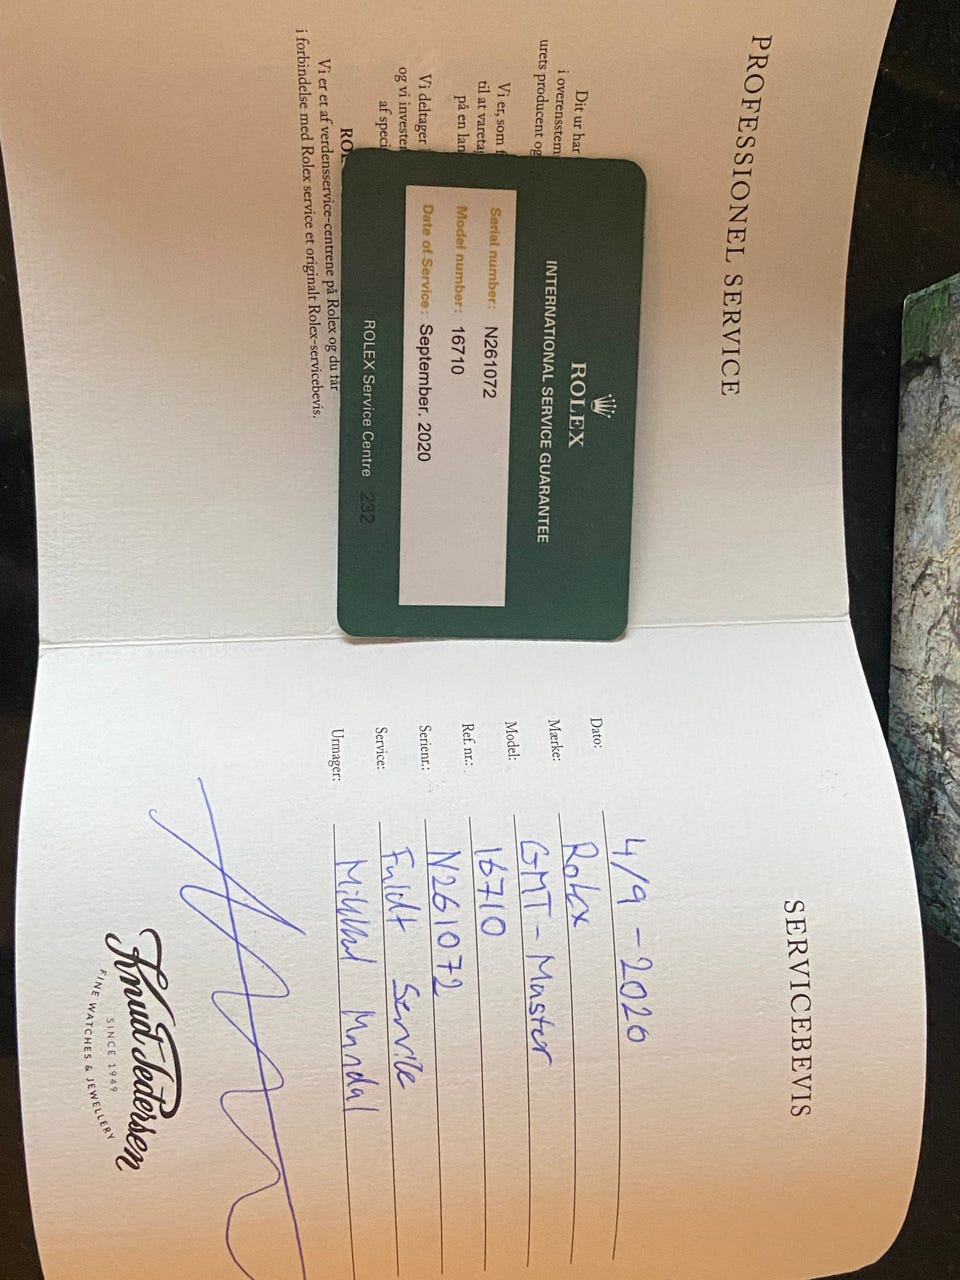 PROFESSIONEL SERVICE
Dit ur har
i overensstem
urets producent og
Vi er, som f
til at vareta
på en lan
Vi deltager
og vi invester
af speci
RO
Vi er et af verdensservice-centrene på Rolex og du får
i forbindelse med Rolex service et originalt Rolex-servicebevis.
ROLEX
INTERNATIONAL SERVICE GUARANTEE
Serial number: N261072
Model number: 16710
Date of Service: September. 2020
ROLEX Service Centre 232
SERVICEBEVIS
Dato: 4/9-2020
Mærke: Rolex
Model: GMT-Master
Ref. nr.: 16710
Serienr.: N261072
Service: Fuldt Service
Urmager: Mikkel Mandal
Knud Pedersen
SINCE 1949
FINE WATCHES & JEWELLERY